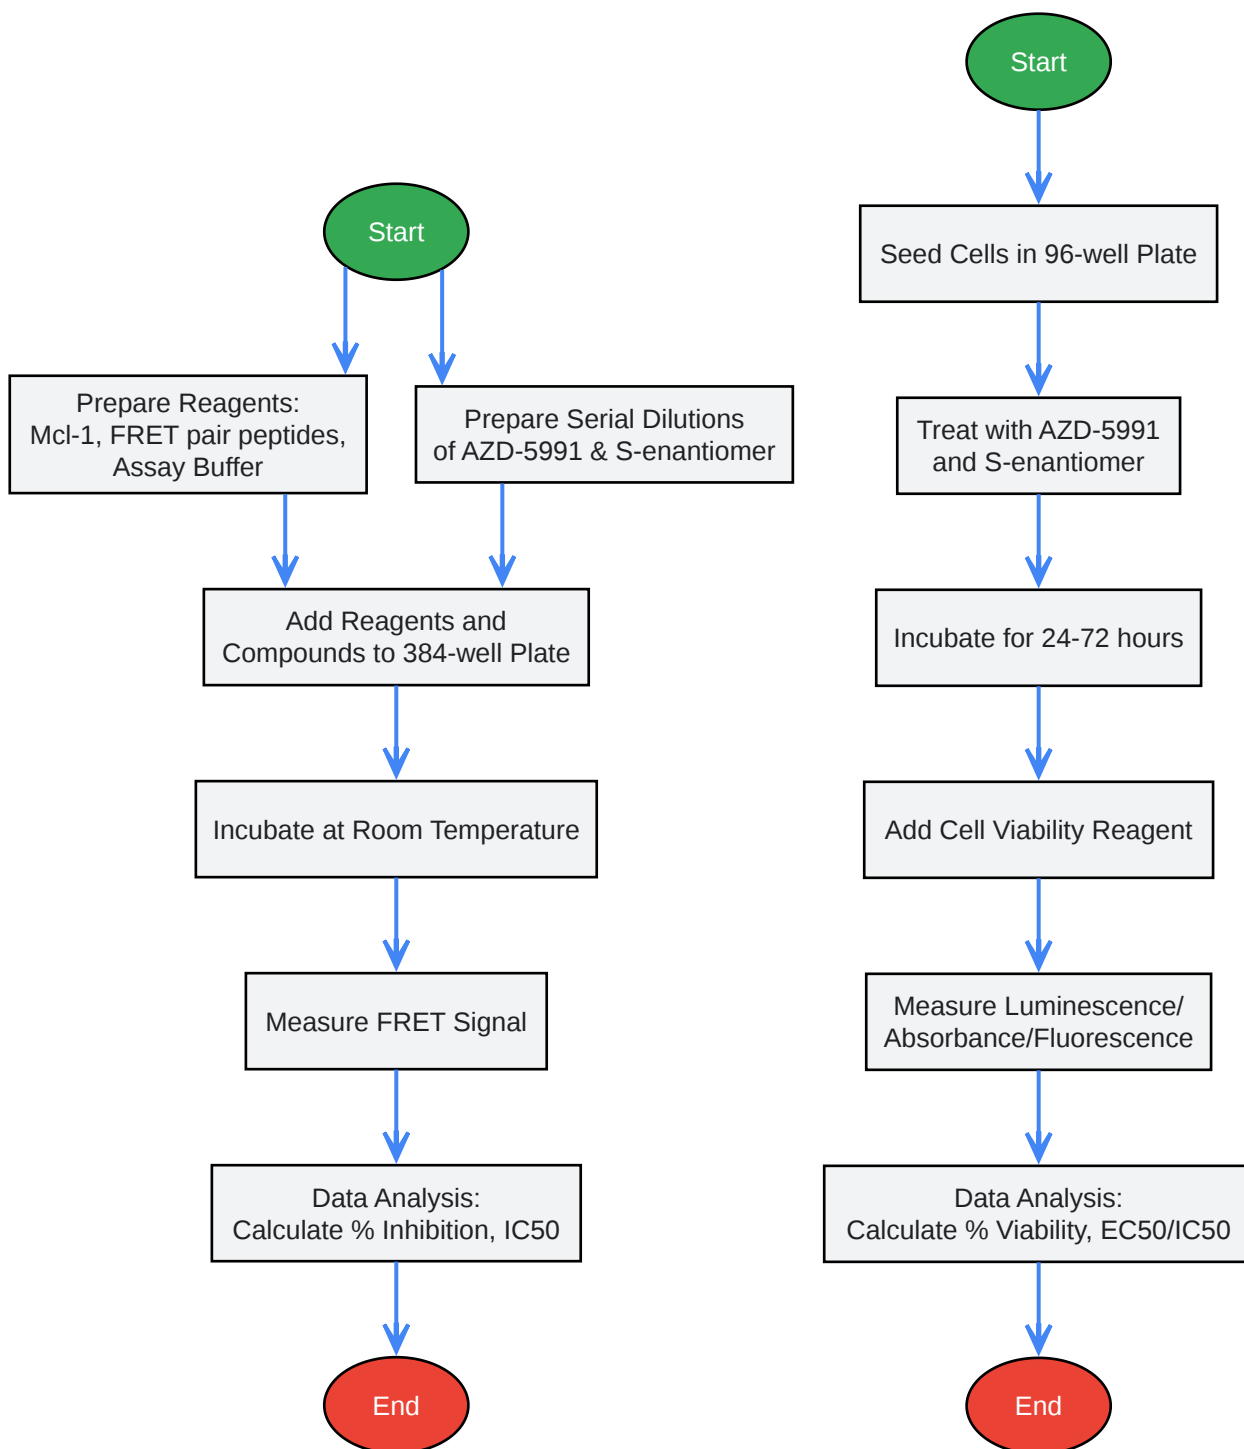 Start
Prepare Reagents:
Mcl-1, FRET pair peptides,
Assay Buffer
Prepare Serial Dilutions
of AZD-5991 & S-enantiomer
Add Reagents and
Compounds to 384-well Plate
Incubate at Room Temperature
Measure FRET Signal
Data Analysis:
Calculate % Inhibition, IC50
End
Start
Seed Cells in 96-well Plate
Treat with AZD-5991
and S-enantiomer
Incubate for 24-72 hours
Add Cell Viability Reagent
Measure Luminescence/
Absorbance/Fluorescence
Data Analysis:
Calculate % Viability, EC50/IC50
End